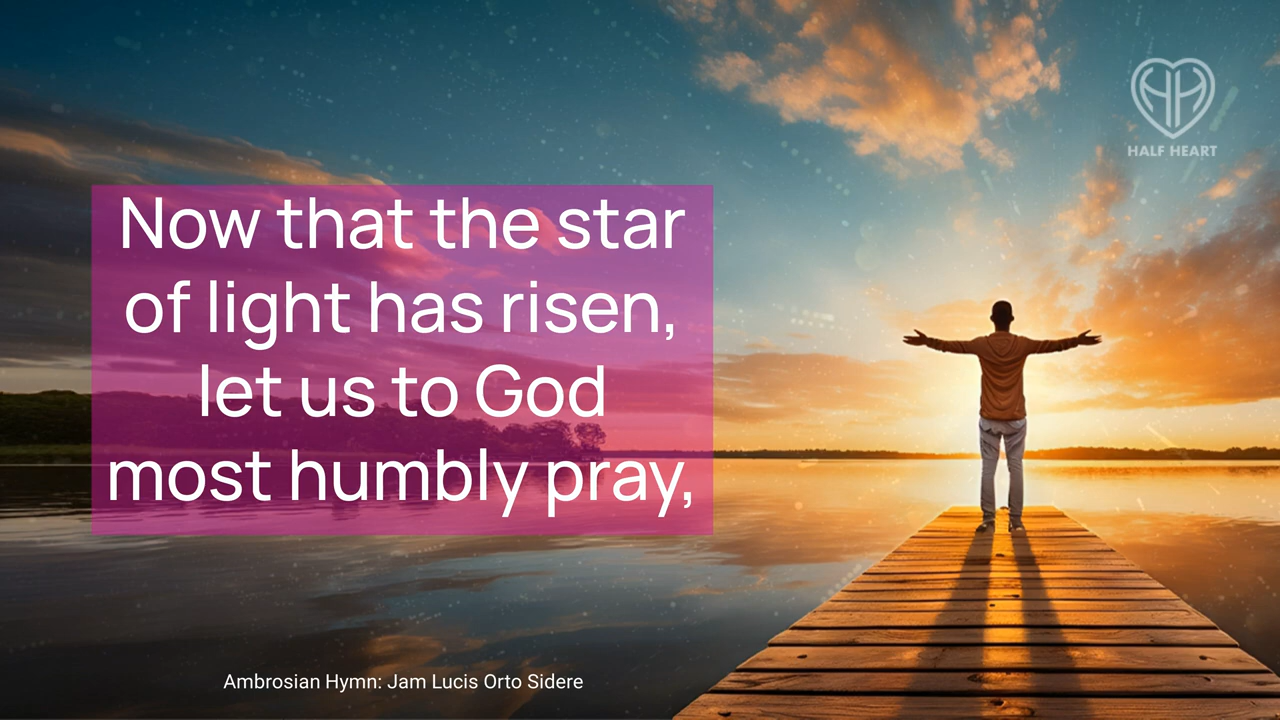 HALF HEART
Now that the star
of light has risen,
let us to God
most humbly pray,
Ambrosian Hymn: Jam Lucis Orto Sidere